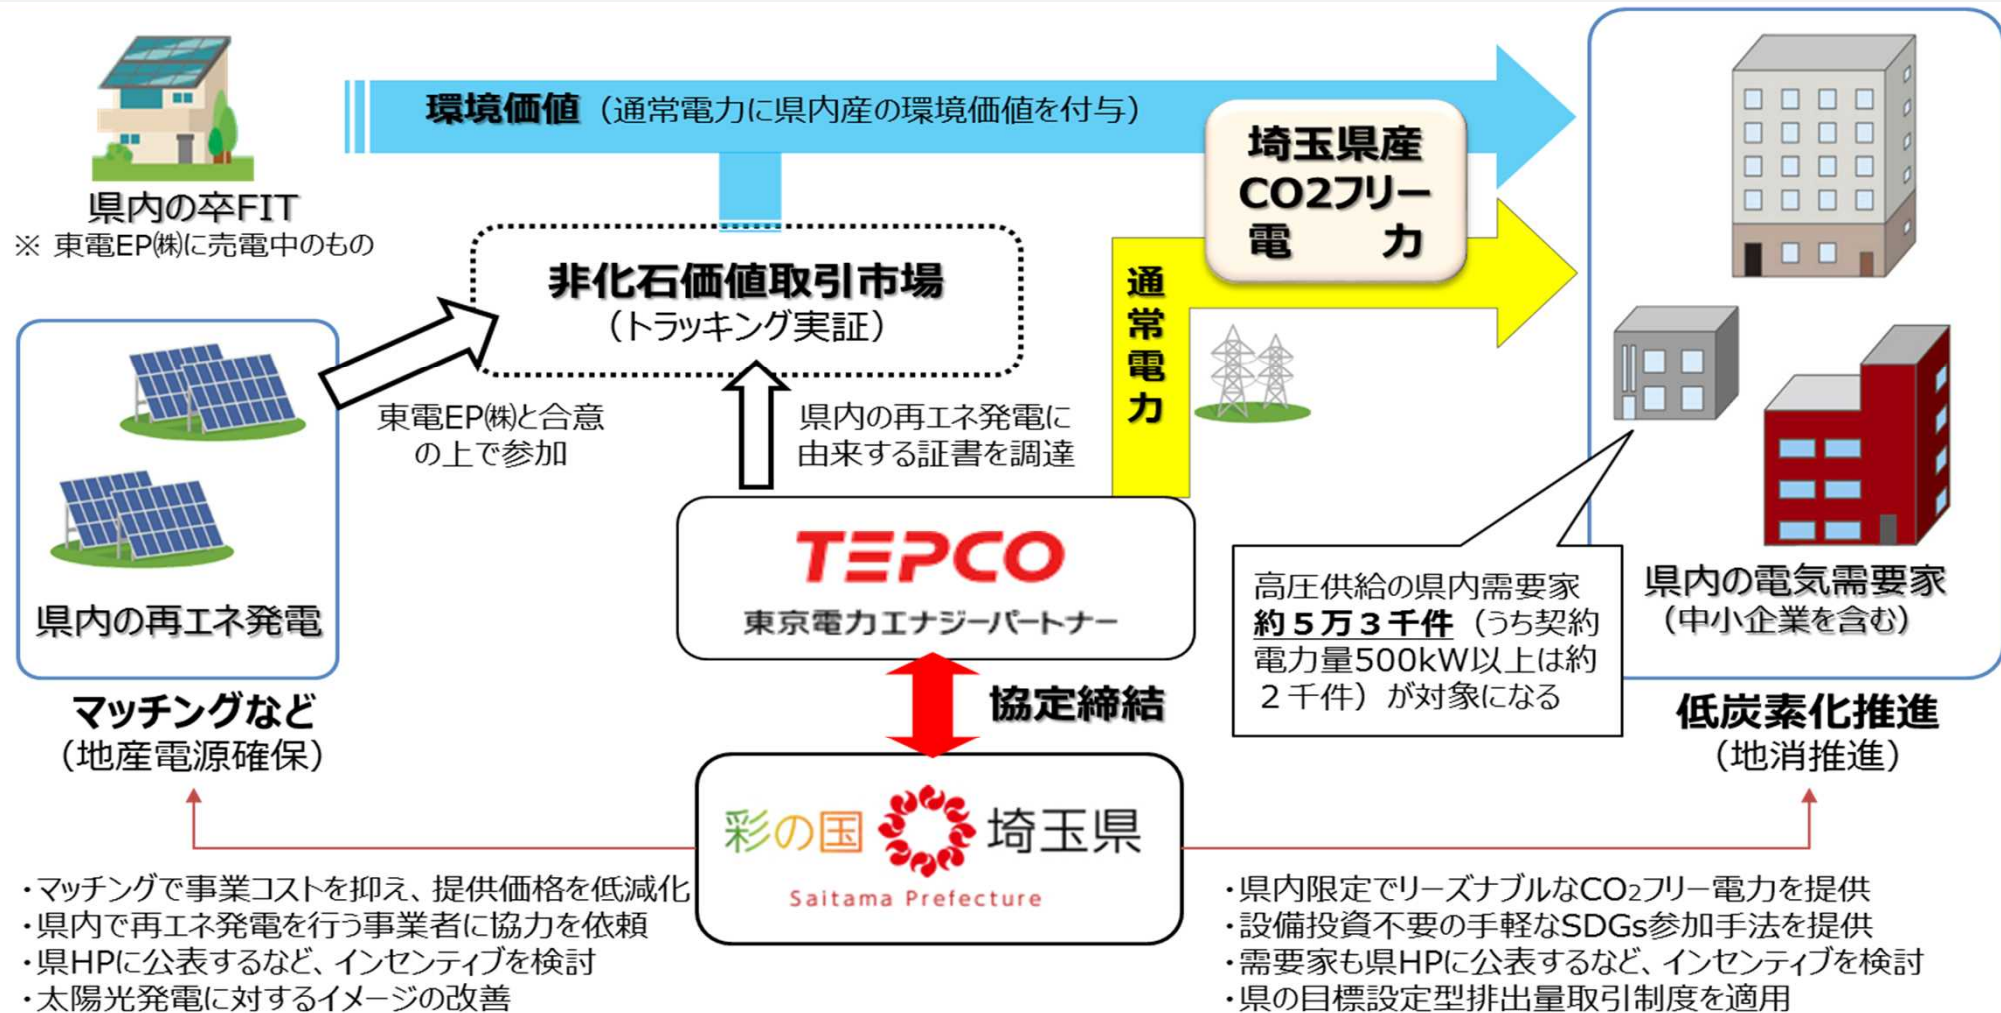 環境価値（通常電力に県内産の環境価値を付与）
埼玉県産
CO2フリー
電　　力
県内の卒FIT
※ 東電EP㈱に売電中のもの
非化石価値取引市場
（トラッキング実証）
通常電力
東電EP㈱と合意
の上で参加
県内の再エネ発電に
由来する証書を調達
県内の再エネ発電
TEPCO
東京電力エナジーパートナー
高圧供給の県内需要家
約５万３千件（うち契約
電力量500kW以上は約
２千件）が対象になる
県内の電気需要家
（中小企業を含む）
マッチングなど
（地産電源確保）
協定締結
低炭素化推進
（地消推進）
彩の国 埼玉県
Saitama Prefecture
・マッチングで事業コストを抑え、提供価格を低減化
・県内で再エネ発電を行う事業者に協力を依頼
・県HPに公表するなど、インセンティブを検討
・太陽光発電に対するイメージの改善
・県内限定でリーズナブルなCO₂フリー電力を提供
・設備投資不要の手軽なSDGs参加手法を提供
・需要家も県HPに公表するなど、インセンティブを検討
・県の目標設定型排出量取引制度を適用